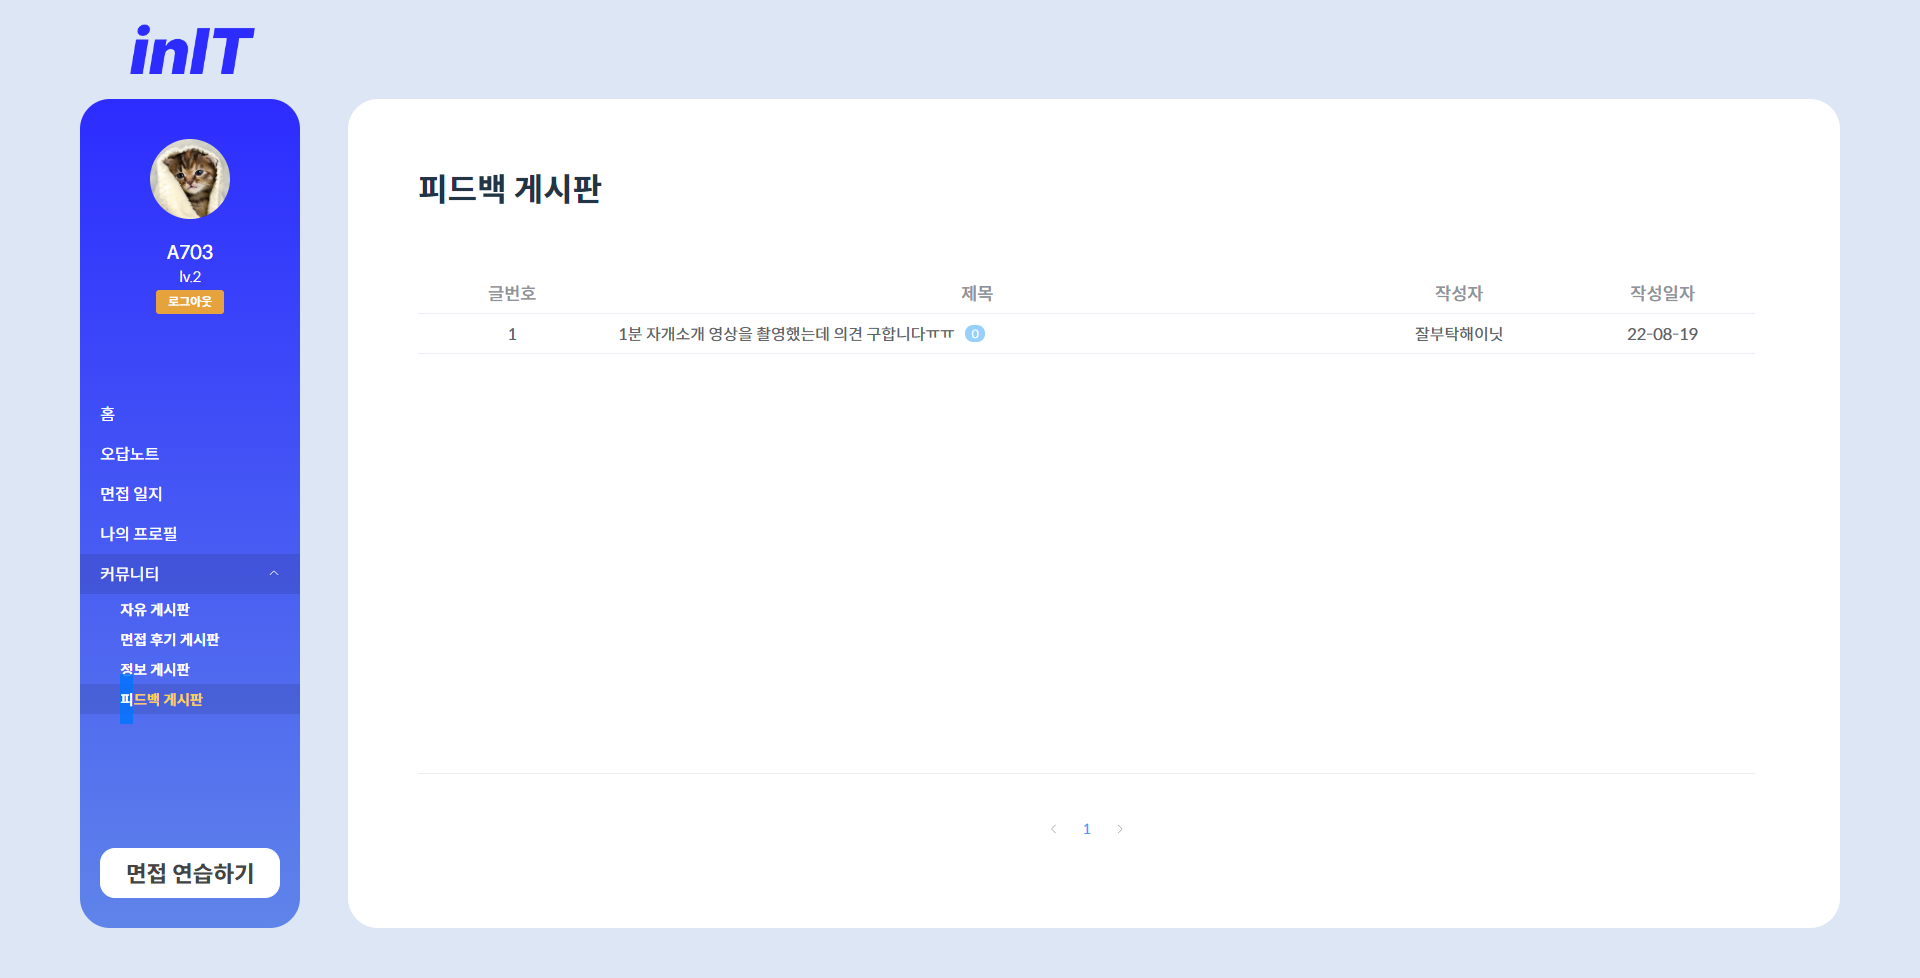 inIT
A703
lv.2
로그아웃
홈
오답노트
면접 일지
나의 프로필
커뮤니티
자유 게시판
면접 후기 게시판
정보 게시판
피드백 게시판
면접 연습하기
피드백 게시판
글번호 제목 작성자 작성일자
1 1분 자개소개 영상을 촬영했는데 의견 구합니다ㅠㅠ 0 잘부탁해이닛 22-08-19
1